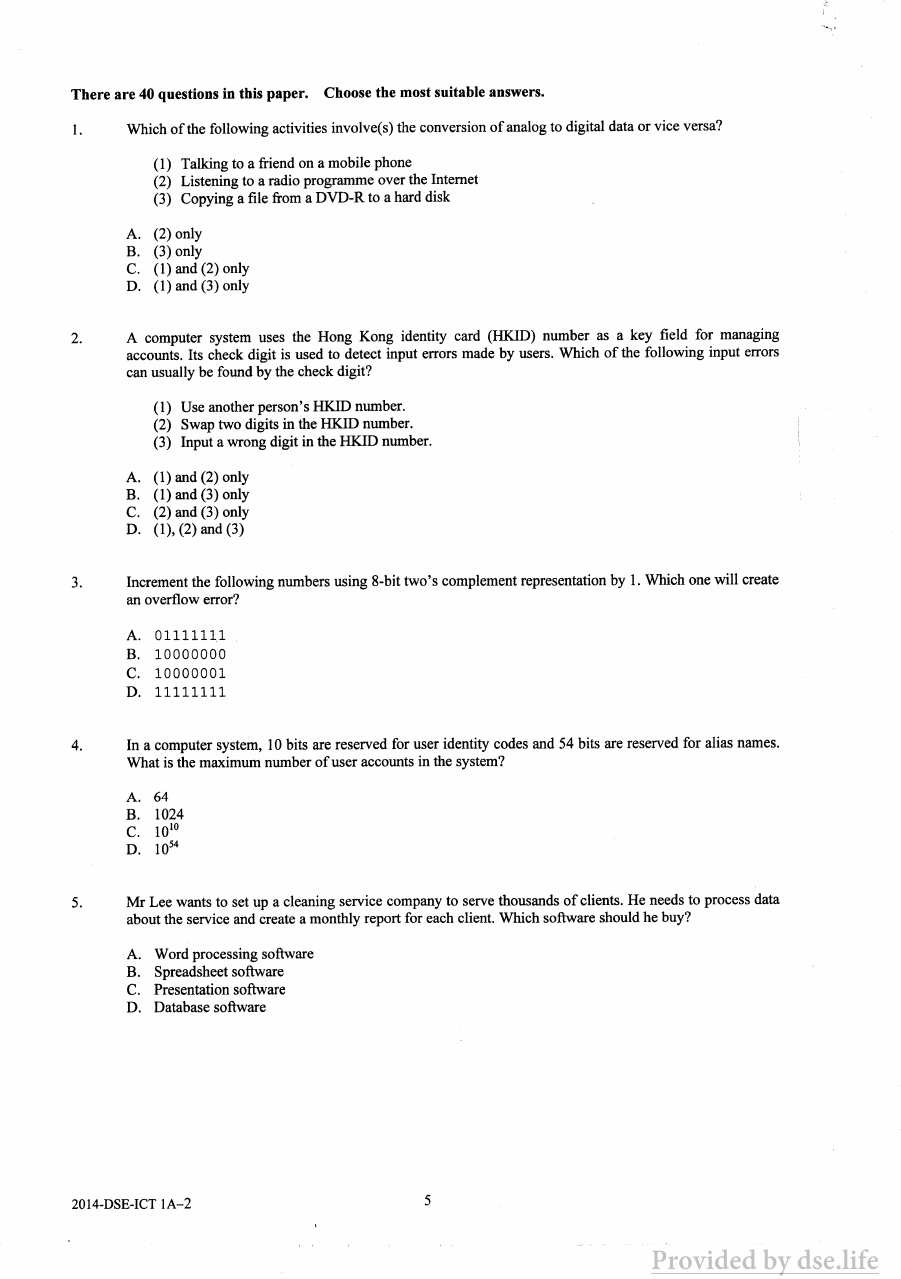 There are 40 questions in this paper. Choose the most suitable answers.
1. Which of the following activities involve(s) the conversion of analog to digital data or vice versa?
(1) Talking to a friend on a mobile phone
(2) Listening to a radio programme over the Internet
(3) Copying a file from a DVD-R to a hard disk
A. (2) only
B. (3) only
C. (1) and (2) only
D. (1) and (3) only
2. A computer system uses the Hong Kong identity card (HKID) number as a key field for managing
accounts. Its check digit is used to detect input errors made by users. Which of the following input errors
can usually be found by the check digit?
(1) Use another person's HKID number.
(2) Swap two digits in the HKID number.
(3) Input a wrong digit in the HKID number.
A. (1) and (2) only
B. (1) and (3) only
C. (2) and (3) only
D. (1), (2) and (3)
3. Increment the following numbers using 8-bit two's complement representation by 1. Which one will create
an overflow error?
A. 01111111
B. 10000000
C. 10000001
D. 11111111
4. In a computer system, 10 bits are reserved for user identity codes and 54 bits are reserved for alias names.
What is the maximum number of user accounts in the system?
A. 64
B. 1024
C. 10¹⁰
D. 10⁵⁴
5. Mr Lee wants to set up a cleaning service company to serve thousands of clients. He needs to process data
about the service and create a monthly report for each client. Which software should he buy?
A. Word processing software
B. Spreadsheet software
C. Presentation software
D. Database software
2014-DSE-ICT 1A–2 5
Provided by dse.life